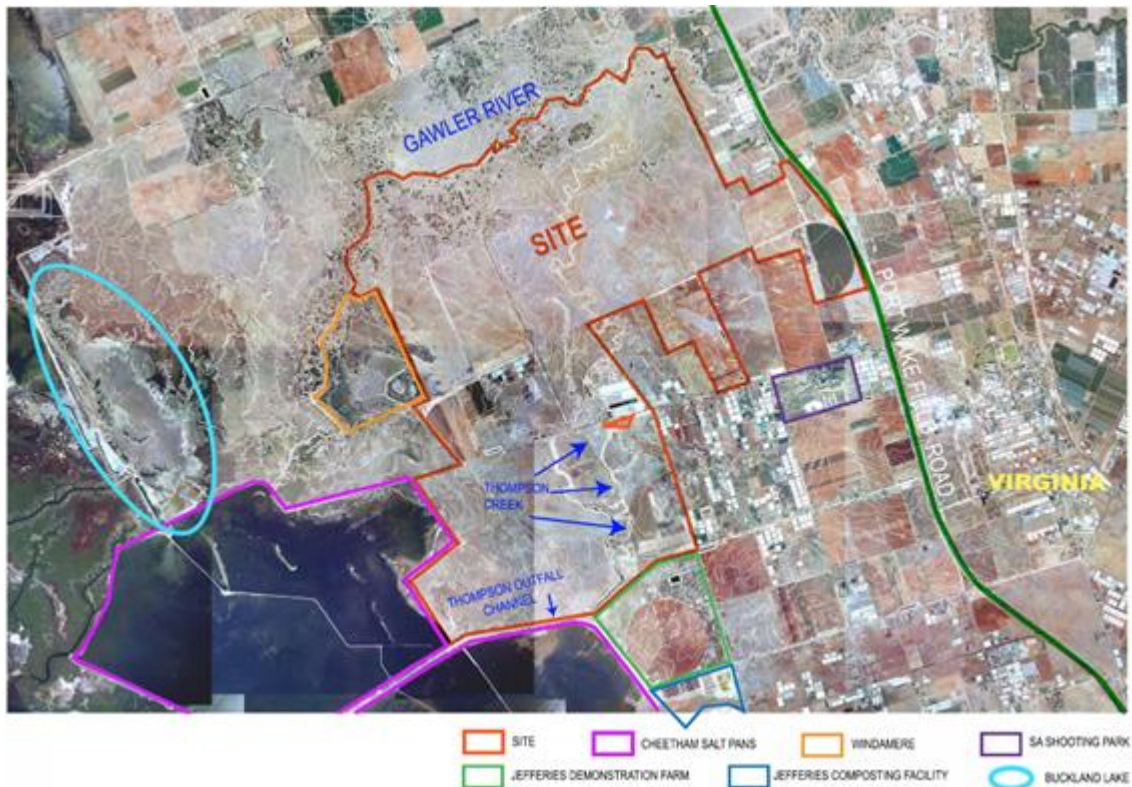 GAWLER RIVER
SITE
PORT WAKEFIELD ROAD
VIRGINIA
THOMPSON
CREEK
THOMPSON OUTFALL
CHANNEL
SITE
CHEETHAM SALT PANS
WINDAMERE
SA SHOOTING PARK
JEFFERIES DEMONSTRATION FARM
JEFFERIES COMPOSTING FACILITY
BUCKLAND LAKE